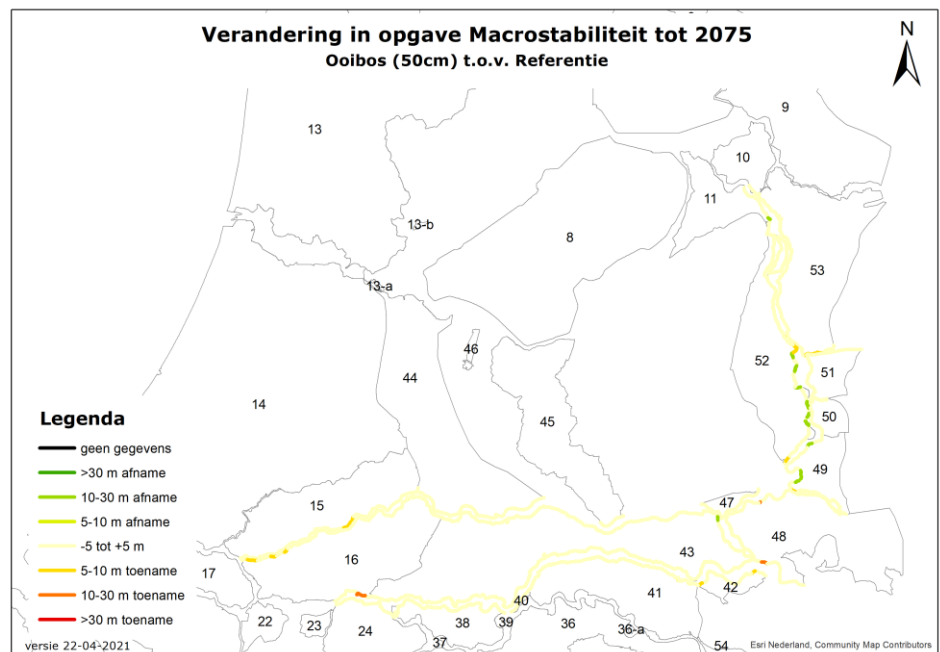 Verandering in opgave Macrostabiliteit tot 2075
Ooibos (50cm) t.o.v. Referentie
N
9
13
10
11
13-b
8
53
13-a
46
52
44
51
14
45
50
49
47
15
48
16
43
17
42
41
40
22
23
24
38
39
36
36-a
37
54
Legenda
geen gegevens
>30 m afname
10-30 m afname
5-10 m afname
-5 tot +5 m
5-10 m toename
10-30 m toename
>30 m toename
versie 22-04-2021
Esri Nederland, Community Map Contributors